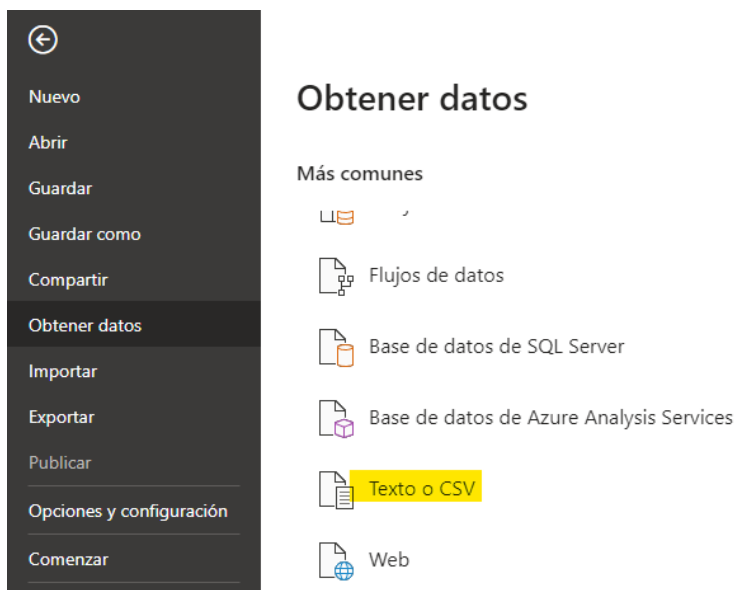 Nuevo
Abrir
Guardar
Guardar como
Compartir
Obtener datos
Importar
Exportar
Publicar
Opciones y configuración
Comenzar
Obtener datos
Más comunes
Flujos de datos
Base de datos de SQL Server
Base de datos de Azure Analysis Services
Texto o CSV
Web